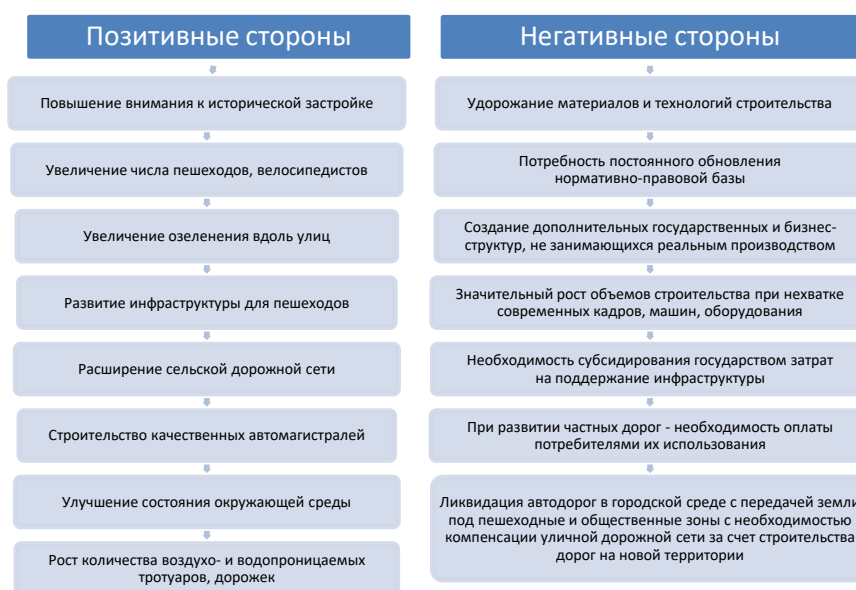 Позитивные стороны
Повышение внимания к исторической застройке
Увеличение числа пешеходов, велосипедистов
Увеличение озеленения вдоль улиц
Развитие инфраструктуры для пешеходов
Расширение сельской дорожной сети
Строительство качественных автомагистралей
Улучшение состояния окружающей среды
Рост количества воздухо- и водопроницаемых
тротуаров, дорожек
Негативные стороны
Удорожание материалов и технологий строительства
Потребность постоянного обновления
нормативно-правовой базы
Создание дополнительных государственных и бизнес-
структур, не занимающихся реальным производством
Значительный рост объемов строительства при нехватке
современных кадров, машин, оборудования
Необходимость субсидирования государством затрат
на поддержание инфраструктуры
При развитии частных дорог - необходимость оплаты
потребителями их использования
Ликвидация автодорог в городской среде с передачей земли
под пешеходные и общественные зоны с необходимостью
компенсации уличной дорожной сети за счет строительства
дорог на новой территории